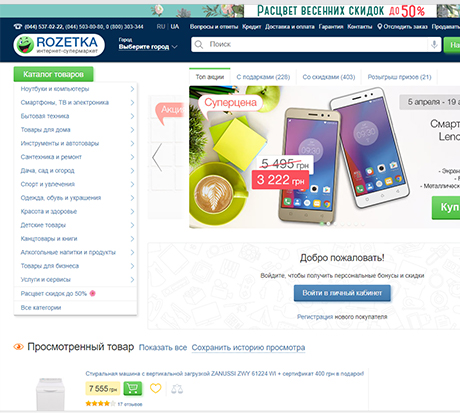 РАСЦВЕТ ВЕСЕННИХ СКИДОК ДО 50%
(044) 537-02-22, (044) 503-80-80, 0 (800) 303-344
RU UA
Вопросы и ответы Кредит Доставка и оплата Гарантия Контакты Отследить заказ Продавать
ROZETKA
интернет-супермаркет
Город
Выберите город
Поиск
На
Каталог товаров
Ноутбуки и компьютеры
Смартфоны, ТВ и электроника
Бытовая техника
Товары для дома
Инструменты и автотовары
Сантехника и ремонт
Дача, сад, огород
Спорт и увлечения
Одежда, обувь и украшения
Красота и здоровье
Детские товары
Канцтовары и книги
Алкогольные напитки и продукты
Товары для бизнеса
Услуги и сервисы
Расцвет скидок до 50%
Все категории
Топ акции
С подарками (228)
Со скидками (403)
Розыгрыш призов (21)
Акции
Суперцена
5 495 грн
3 222 грн
5 апреля - 19
Смарт
Leno
- Экран
- F
- Металличес
Куп
Добро пожаловать!
Войдите, чтобы получить персональные бонусы и скидки
Войти в личный кабинет
Регистрация нового покупателя
Просмотренный товар Показать все Сохранить историю просмотра
Стиральная машина с вертикальной загрузкой ZANUSSI ZWY 61224 WI + сертификат 400 грн в подарок!
7 555 грн
17 отзывов